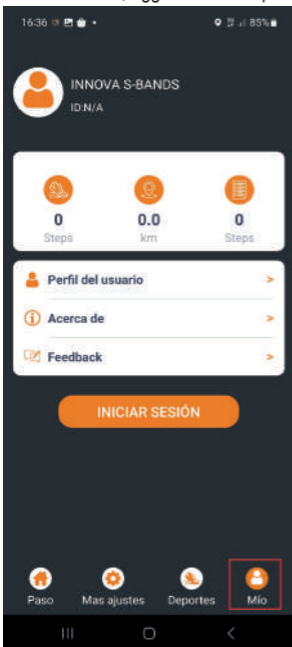 16:36
85%
INNOVA S-BANDS
ID:N/A
0 0.0 0
Steps km Steps
Perfil del usuario >
Acerca de >
Feedback >
INICIAR SESIÓN
Paso Mas ajustes Deportes Mío